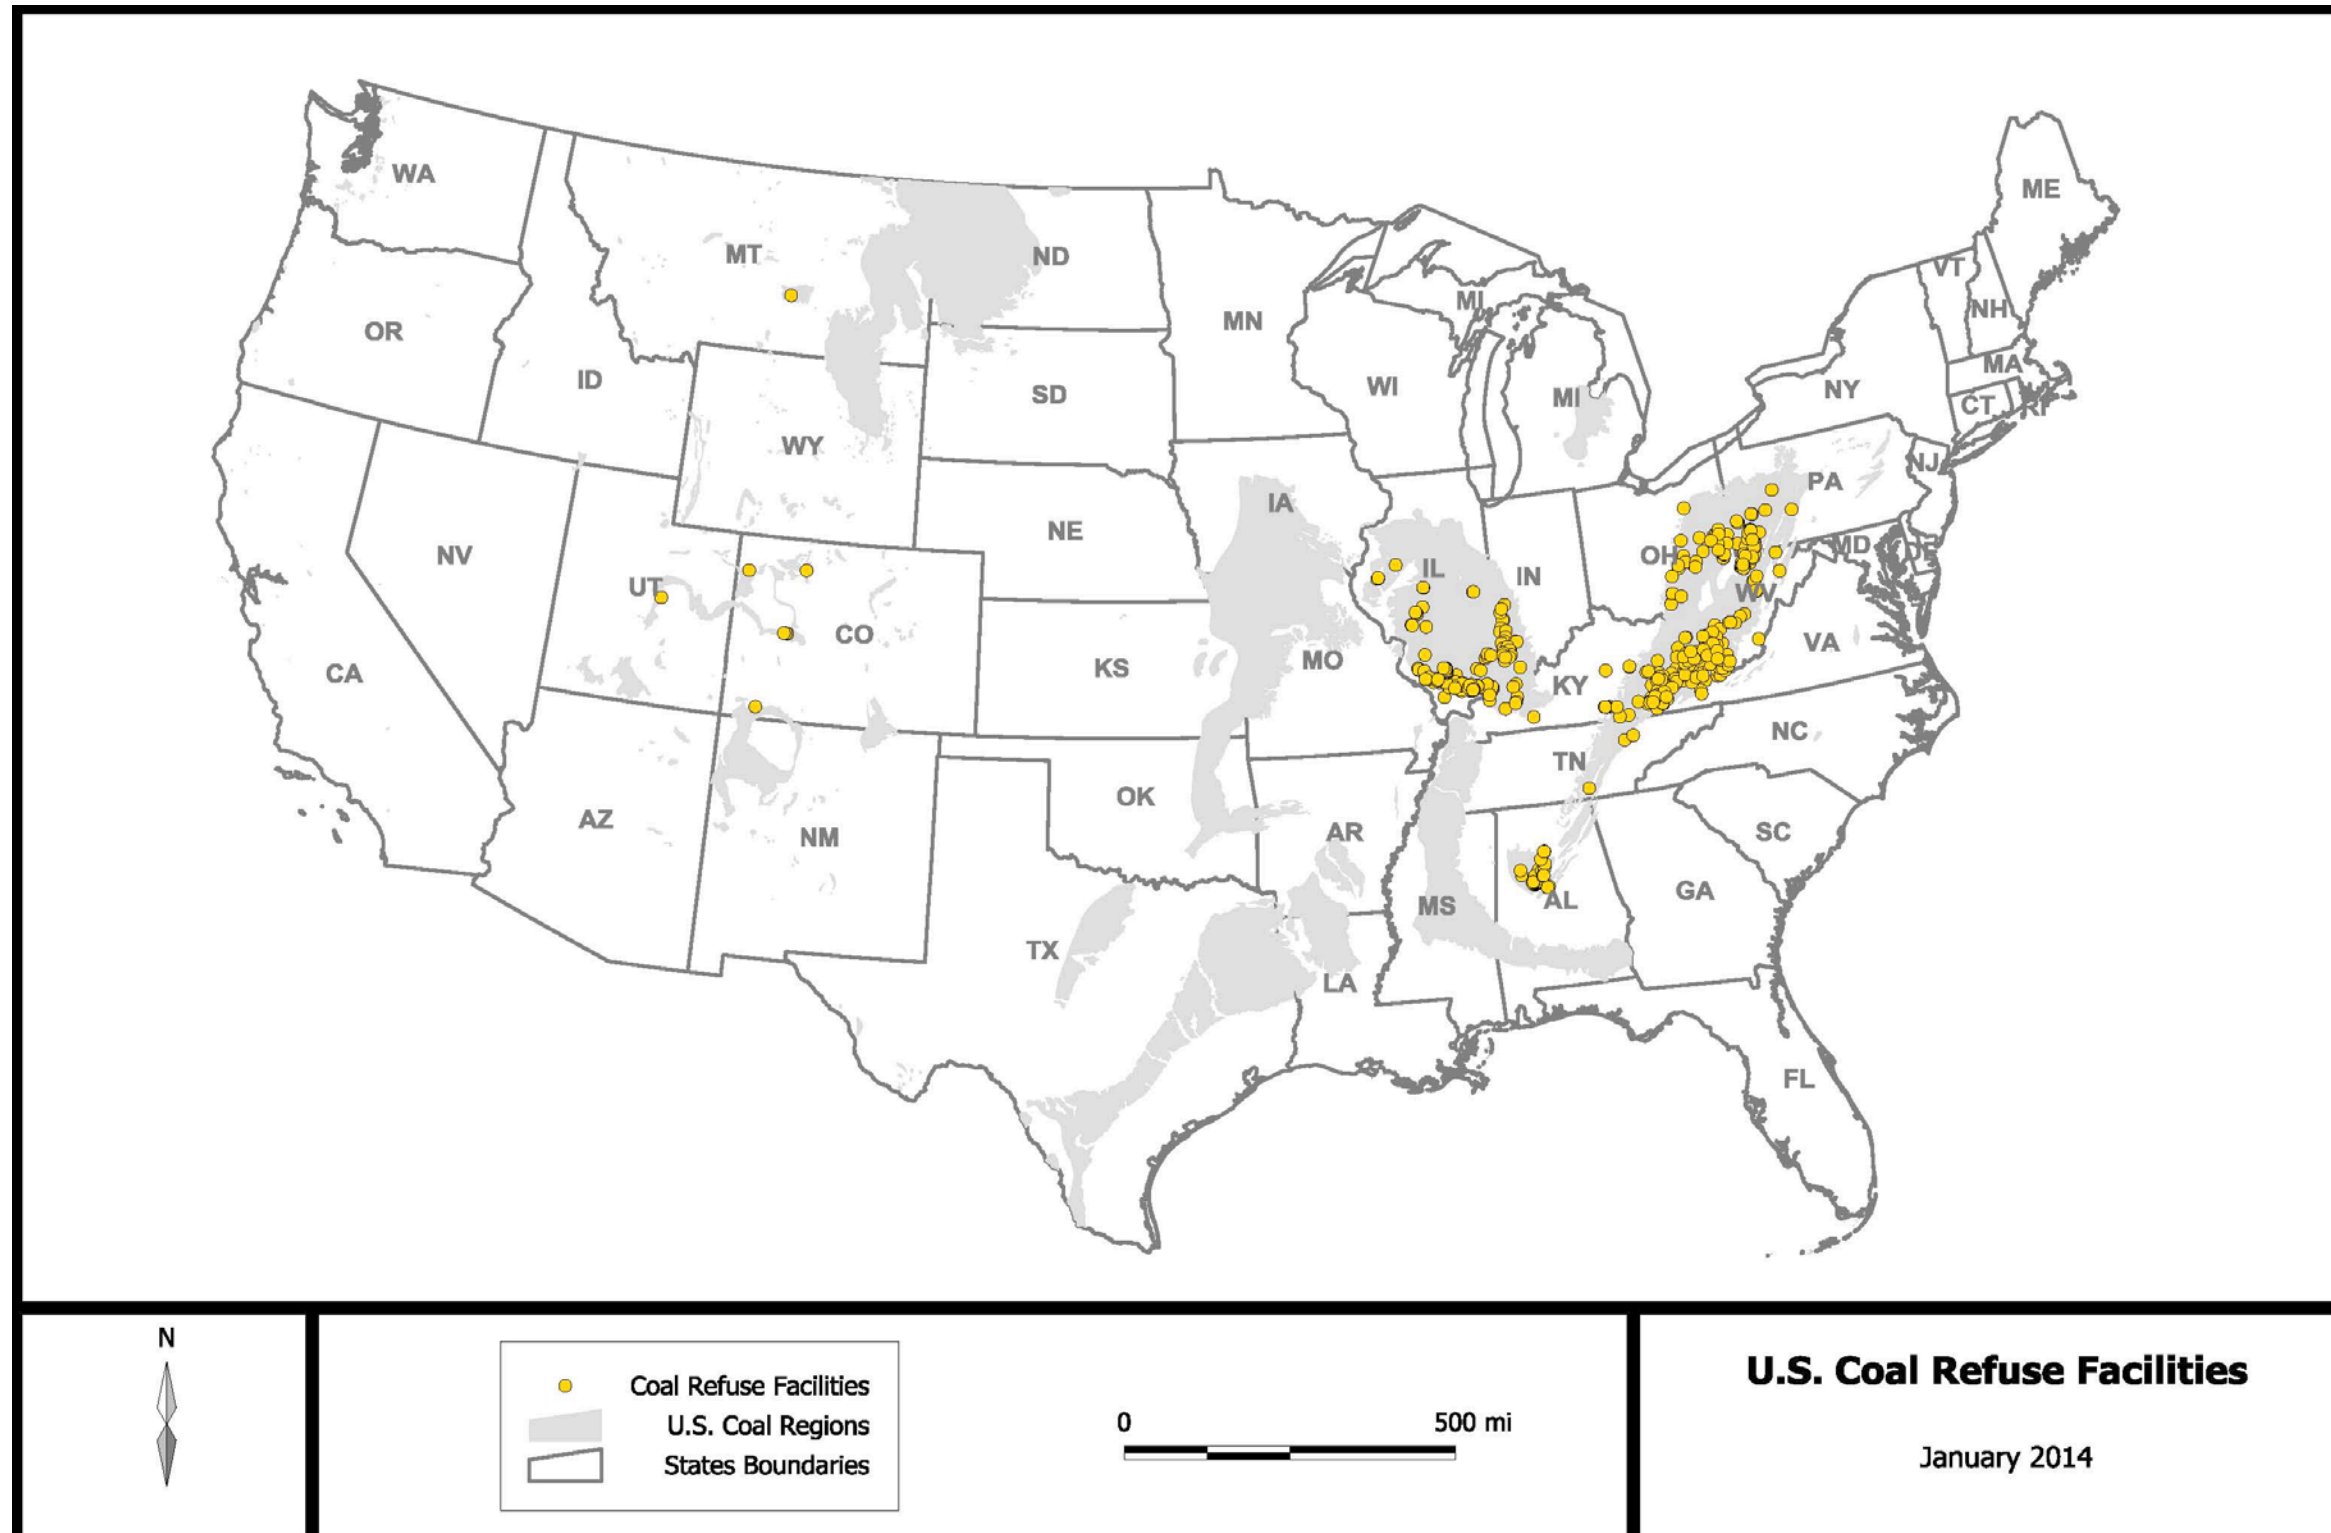 WA
ME
MT
ND
VT
NH
MI
OR
MN
MA
ID
SD
WI
MI
NY
CT
RI
WY
NJ
PA
IA
NE
NV
OH
MD
DE
UT
IL
IN
WV
CO
VA
CA
KS
MO
KY
NC
TN
OK
AZ
NM
AR
SC
GA
MS
AL
TX
LA
FL
N
Coal Refuse Facilities
U.S. Coal Regions
States Boundaries
0 500 mi
U.S. Coal Refuse Facilities
January 2014